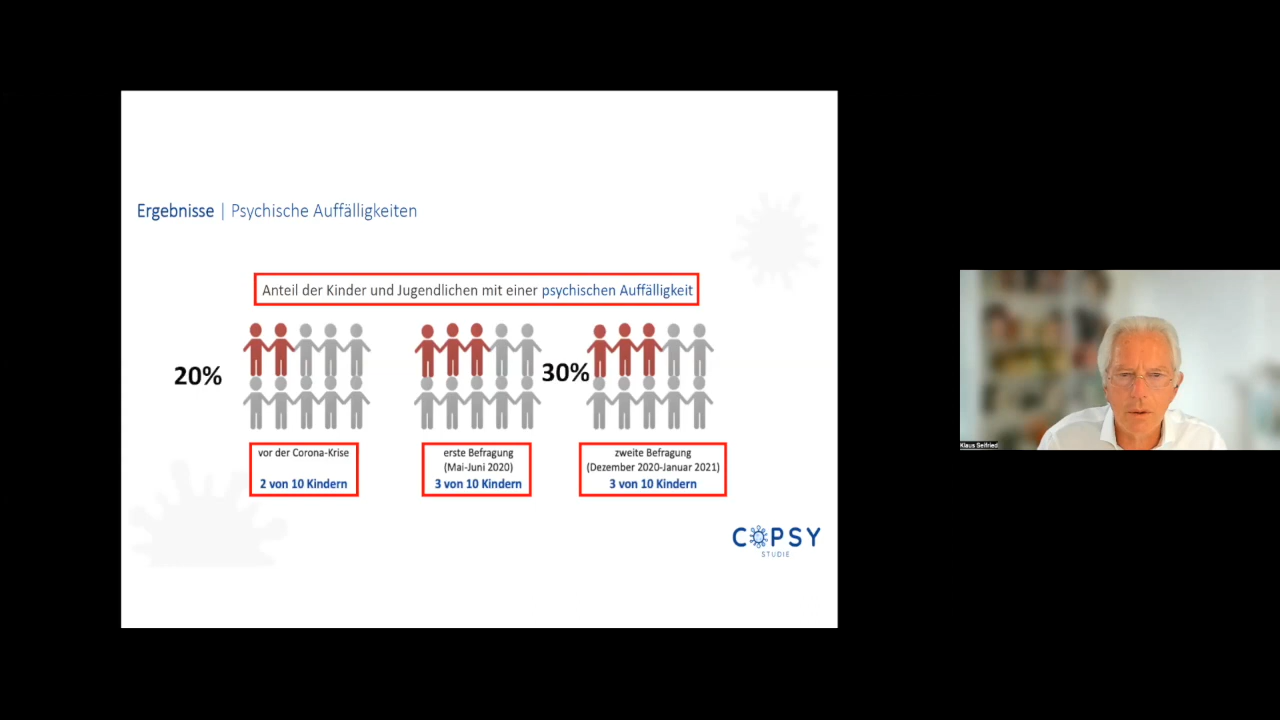 Ergebnisse | Psychische Auffälligkeiten
Anteil der Kinder und Jugendlichen mit einer psychischen Auffälligkeit
20%
30%
vor der Corona-Krise
2 von 10 Kindern
erste Befragung
(Mai-Juni 2020)
3 von 10 Kindern
zweite Befragung
(Dezember 2020-Januar 2021)
3 von 10 Kindern
COPSY
STUDIE
Klaus Seifried